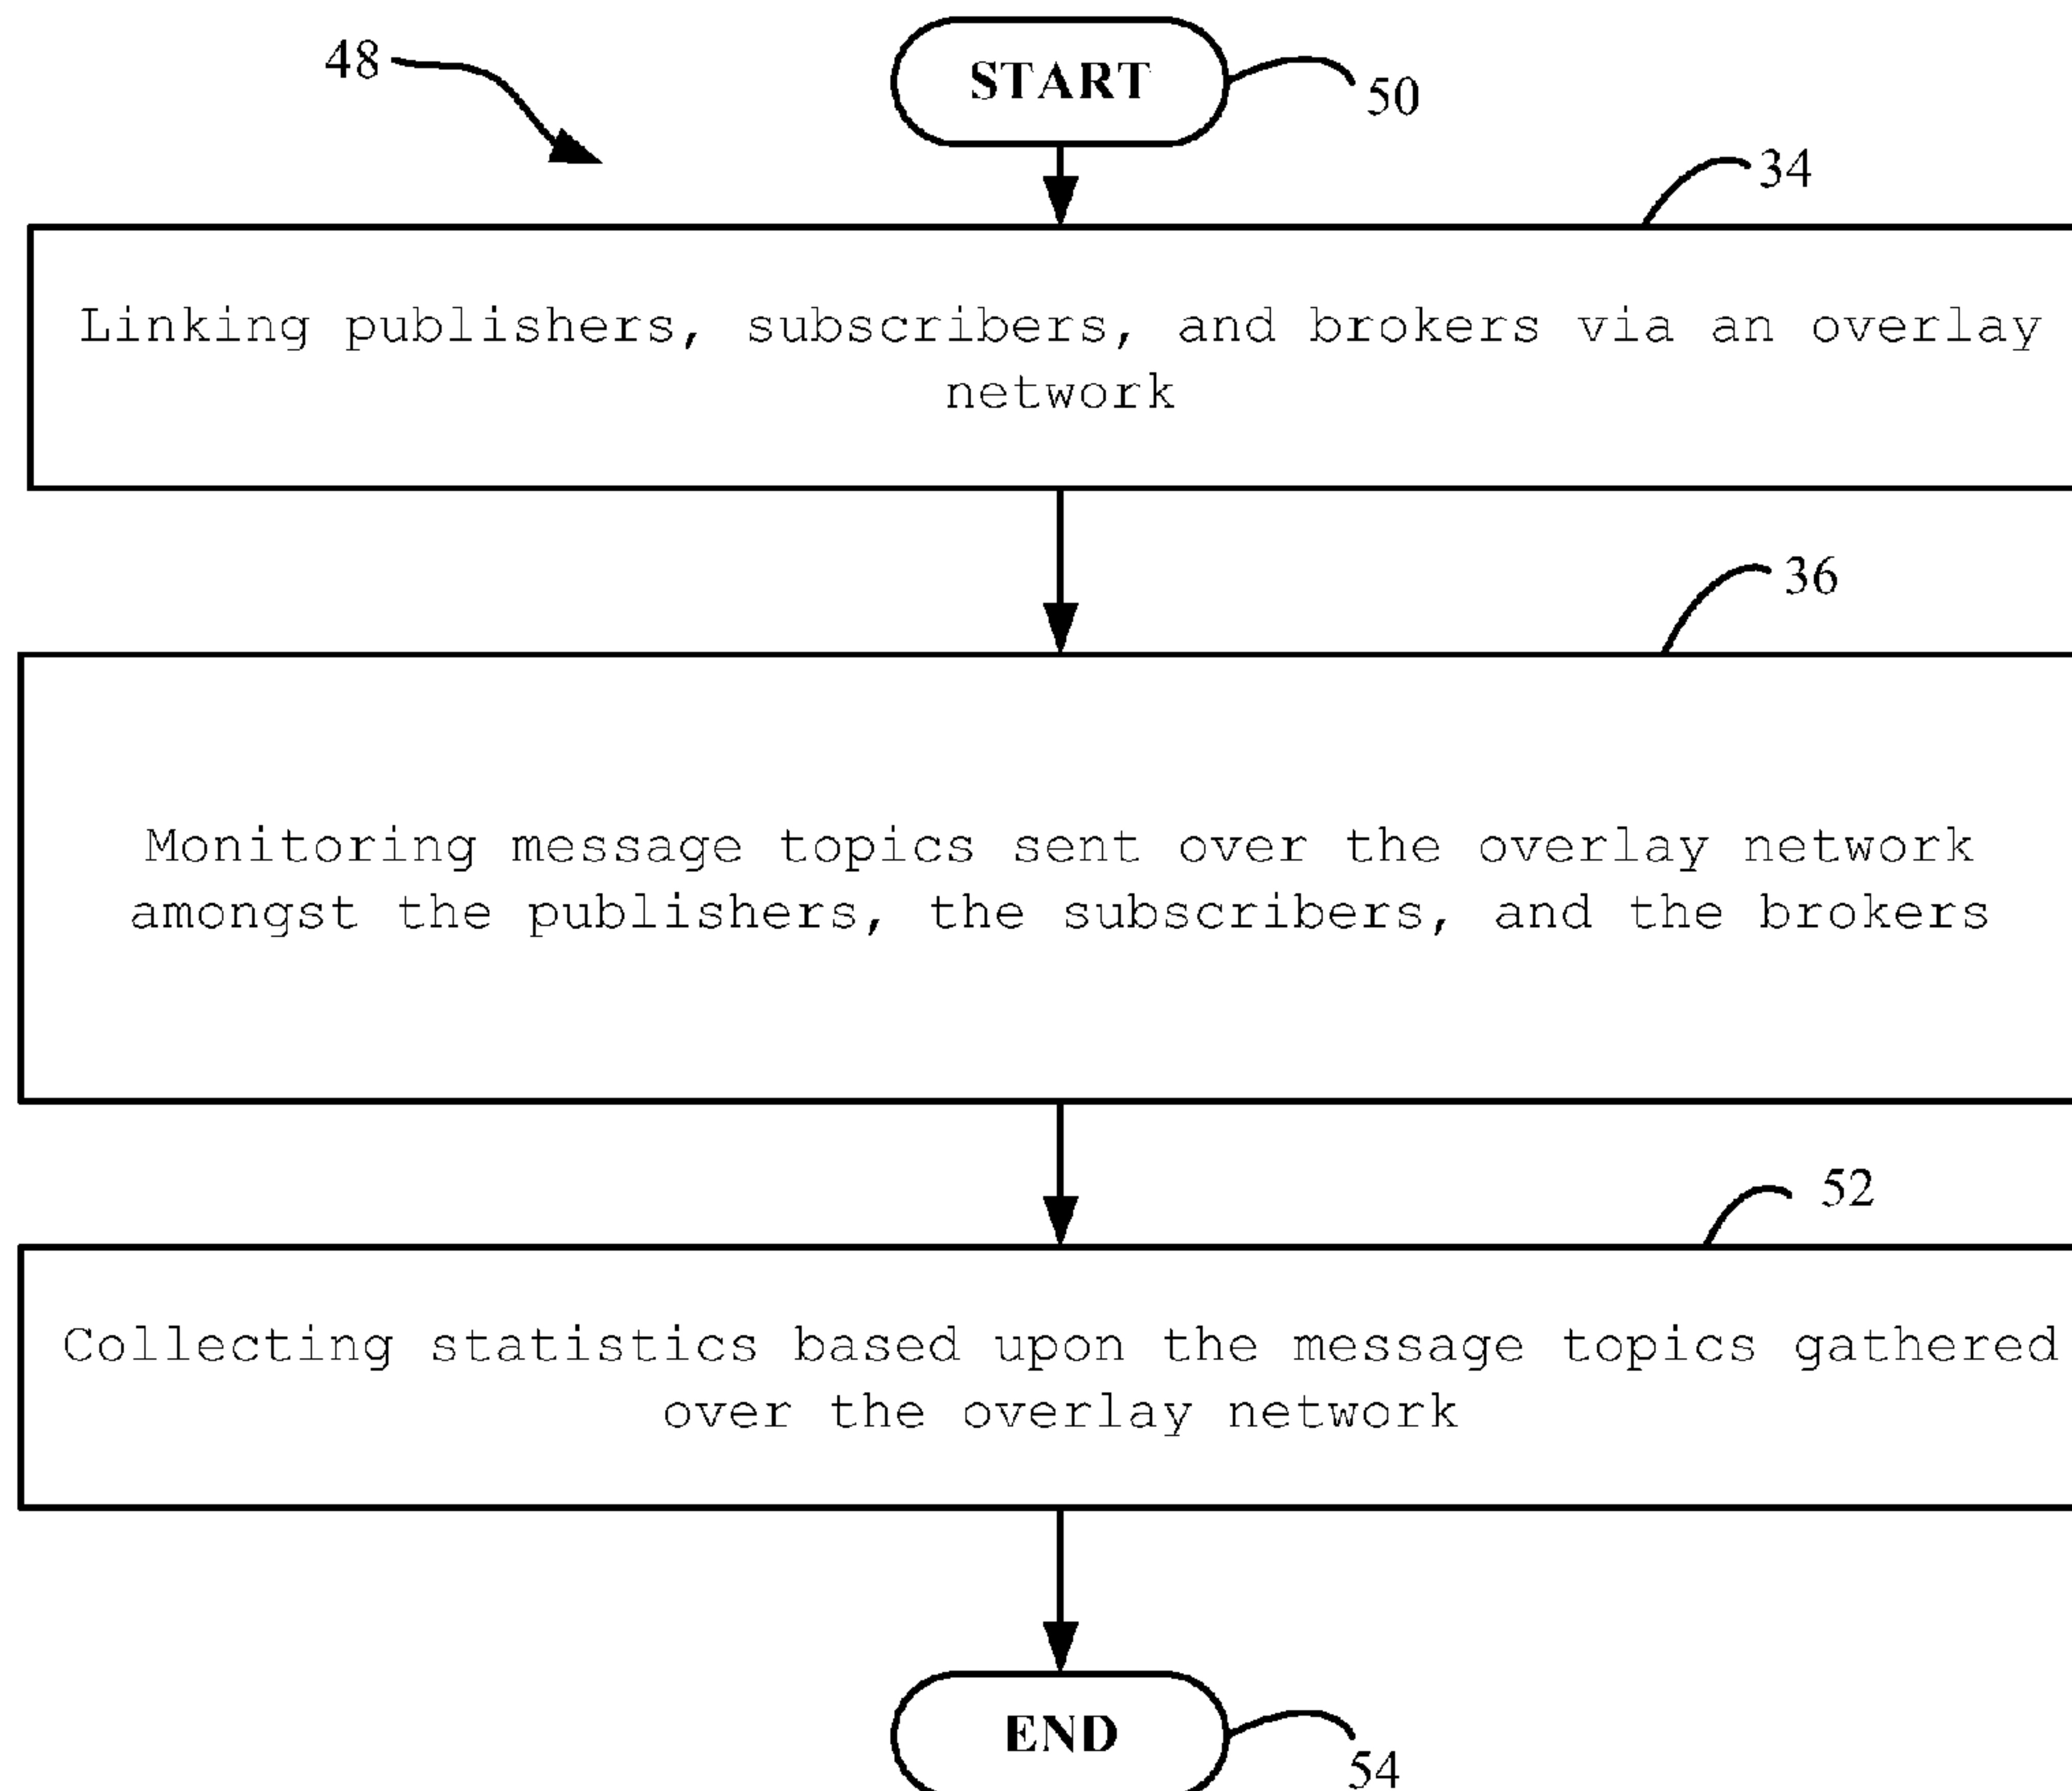 48
START
50
34
Linking publishers, subscribers, and brokers via an overlay
network
36
Monitoring message topics sent over the overlay network
amongst the publishers, the subscribers, and the brokers
52
Collecting statistics based upon the message topics gathered
over the overlay network
END
54